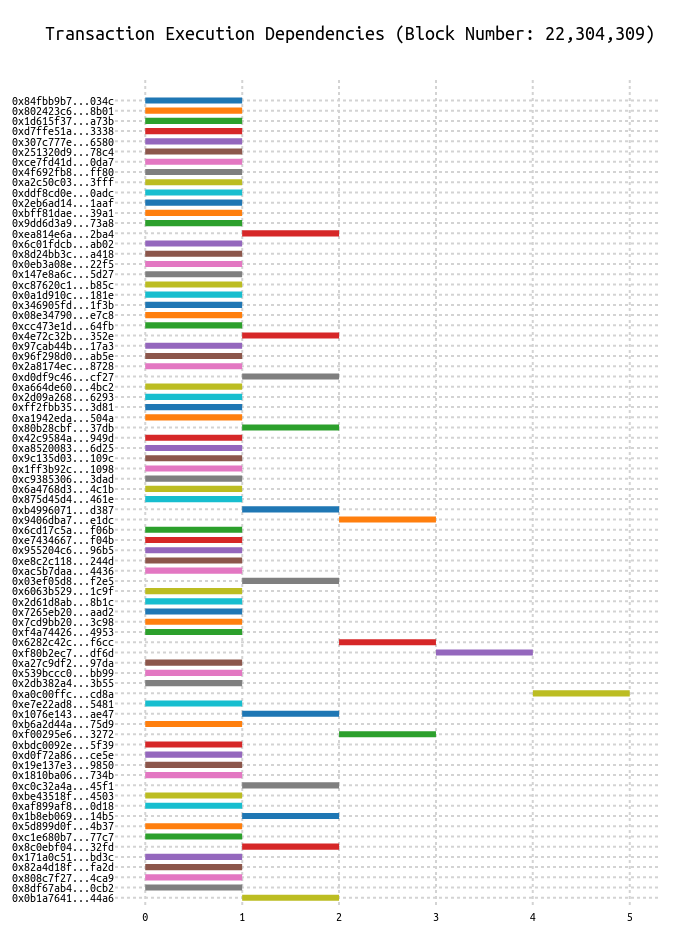 Transaction Execution Dependencies (Block Number: 22,304,309)
0x84fbb9b7...034c
0x802423c6...8b01
0x1d615f37...a73b
0xd7ffe51a...3338
0x307c777e...6580
0x251320d9...78c4
0xce7fd41d...0da7
0x4f692fb8...ff80
0xa2c50c03...3fff
0xddf8cd0e...0adc
0x2eb6ad14...1aaf
0xbff81dae...39a1
0x9dd6d3a9...73a8
0xea814e6a...2ba4
0x6c01fdcb...ab02
0x8d24bb3c...a418
0x0eb3a08e...22f5
0x147e8a6c...5d27
0xc87620c1...b85c
0x0a1d910c...181e
0x346905fd...1f3b
0x08e34790...e7c8
0xcc473e1d...64fb
0x4e72c32b...352e
0x97cab44b...17a3
0x96f298d0...ab5e
0x2a8174ec...8728
0xd0df9c46...cf27
0xa664de60...4bc2
0x2d09a268...6293
0xff2fbb35...3d81
0xa1942eda...504a
0x80b28cbf...37db
0x42c9584a...949d
0xa8520083...6d25
0x9c135d03...109c
0x1ff3b92c...1098
0xc9385306...3dad
0x6a4768d3...4c1b
0x875d45d4...461e
0xb4996071...d387
0x9406dba7...e1dc
0x6cd17c5a...f06b
0xe7434667...f04b
0x955204c6...96b5
0xe8c2c118...244d
0xac5b7daa...4436
0x03ef05d8...f2e5
0x6063b529...1c9f
0x2d61d8ab...8b1c
0x7265eb20...aad2
0x7cd9bb20...3c98
0xf4a74426...4953
0x6282c42c...f6cc
0xf80b2ec7...df6d
0xa27c9df2...97da
0x539bccc0...bb99
0x2db382a4...3b55
0xa0c00ffc...cd8a
0xe7e22ad8...5481
0x1076e143...ae47
0xb6a2d44a...75d9
0xf00295e6...3272
0xbdc0092e...5f39
0xd0f72a86...ce5e
0x19e137e3...9850
0x1810ba06...734b
0xc0c32a4a...45f1
0xbe43518f...4503
0xaf899af8...0d18
0x1b8eb069...14b5
0x5d899d0f...4b37
0xc1e680b7...77c7
0x8c0ebf04...32fd
0x171a0c51...bd3c
0x82a4d18f...fa2d
0x808c7f27...4ca9
0x8df67ab4...0cb2
0x0b1a7641...44a6
0 1 2 3 4 5